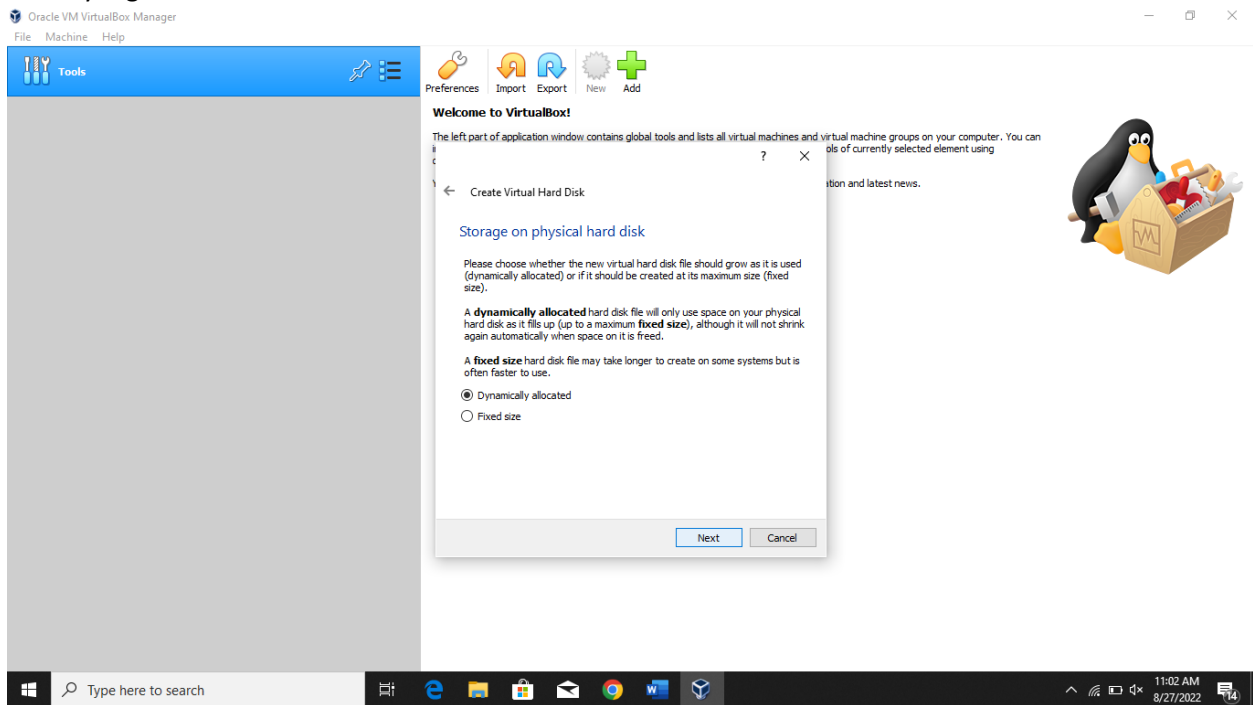 Oracle VM VirtualBox Manager
File Machine Help
Tools
Preferences Import Export New Add
Welcome to VirtualBox!
The left part of application window contains global tools and lists all virtual machines and virtual machine groups on your computer. You can
ols of currently selected element using
tion and latest news.
?
Create Virtual Hard Disk
Storage on physical hard disk
Please choose whether the new virtual hard disk file should grow as it is used
(dynamically allocated) or if it should be created at its maximum size (fixed
size).
A dynamically allocated hard disk file will only use space on your physical
hard disk as it fills up (up to a maximum fixed size), although it will not shrink
again automatically when space on it is freed.
A fixed size hard disk file may take longer to create on some systems but is
often faster to use.
Dynamically allocated
Fixed size
Next Cancel
Type here to search
11:02 AM
8/27/2022
14